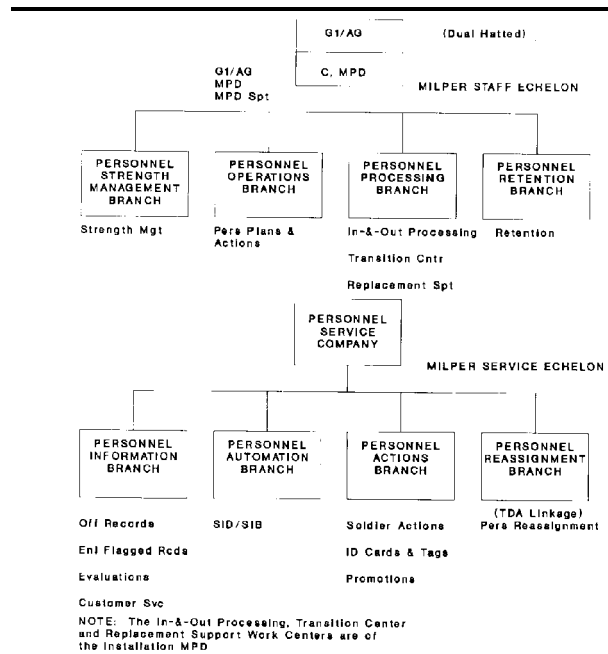 G1/AG (Dual Hatted)
G1/AG
MPD
MPD Spt
C, MPD
MILPER STAFF ECHELON
PERSONNEL
STRENGTH
MANAGEMENT
BRANCH
Strength Mgt
PERSONNEL
OPERATIONS
BRANCH
Pers Plans &
Actions
PERSONNEL
PROCESSING
BRANCH
In-&-Out Processing
Transition Cntr
Replacement Spt
PERSONNEL
RETENTION
BRANCH
Retention
PERSONNEL
SERVICE
COMPANY
MILPER SERVICE ECHELON
PERSONNEL
INFORMATION
BRANCH
Off Records
Enl Flagged Rcds
Evaluations
Customer Svc
PERSONNEL
AUTOMATION
BRANCH
SID/SIB
PERSONNEL
ACTIONS
BRANCH
Soldier Actions
ID Cards & Tags
Promotions
PERSONNEL
REASSIGNMENT
BRANCH
(TDA Linkage)
Pers Reassignment
NOTE: The In-&-Out Processing, Transition Center
and Replacement Support Work Centers are of
the Installation MPD